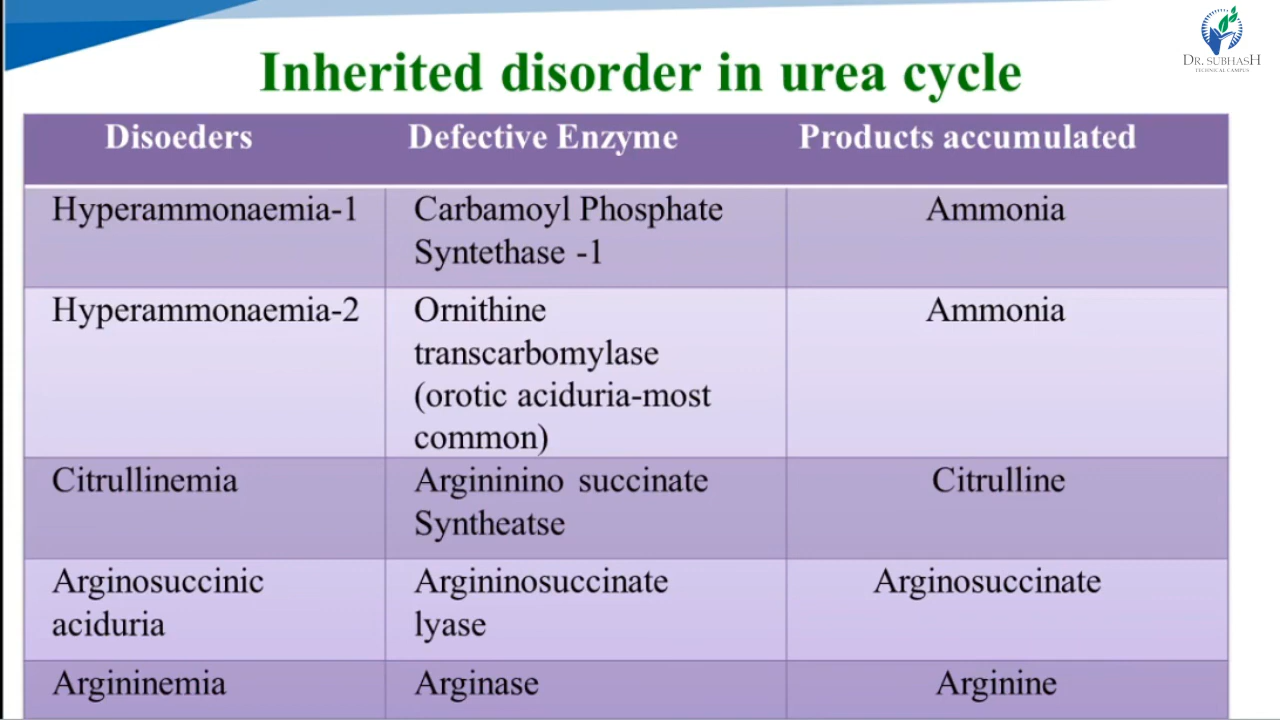 DR. SUBHASH
TECHNICAL CAMPUS
Inherited disorder in urea cycle
Disoeders Defective Enzyme Products accumulated
Hyperammonaemia-1 Carbamoyl Phosphate Ammonia
Syntethase -1
Hyperammonaemia-2 Ornithine Ammonia
transcarbomylase
(orotic aciduria-most
common)
Citrullinemia Argininino succinate Citrulline
Syntheatse
Arginosuccinic Argininosuccinate Arginosuccinate
aciduria lyase
Argininemia Arginase Arginine